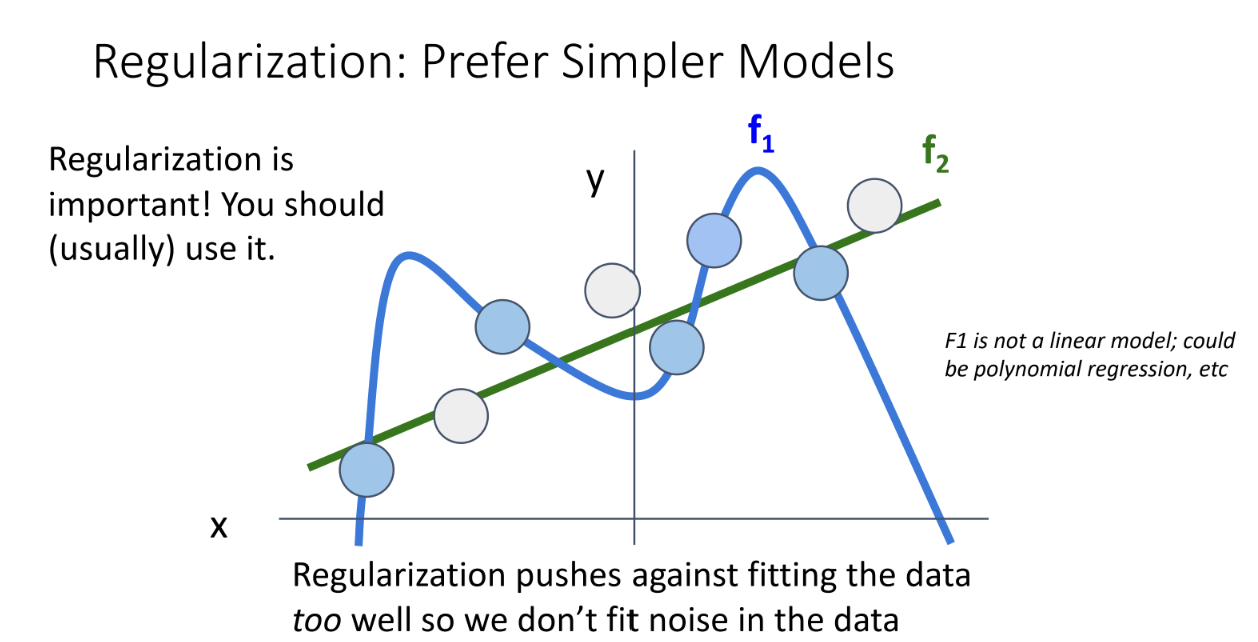 Regularization: Prefer Simpler Models
Regularization is
important! You should
(usually) use it.
y
f1
f2
F1 is not a linear model; could
be polynomial regression, etc
x
Regularization pushes against fitting the data
too well so we don’t fit noise in the data